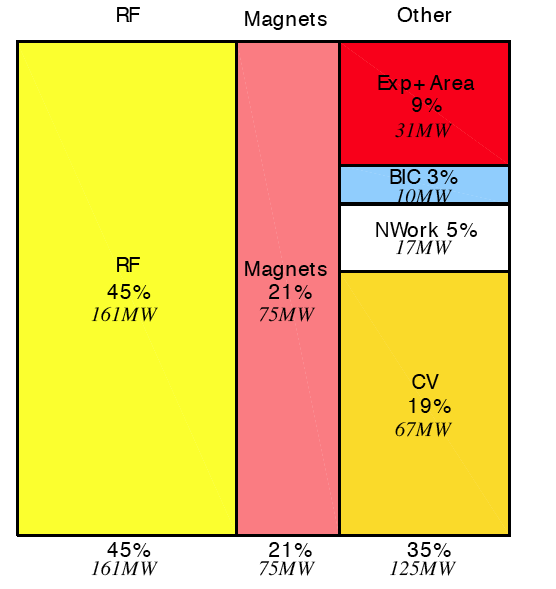 RF
Magnets
Other
Exp+ Area
9%
31MW
BIC 3%
10MW
NWork 5%
17MW
RF
45%
161MW
Magnets
21%
75MW
CV
19%
67MW
45%
161MW
21%
75MW
35%
125MW